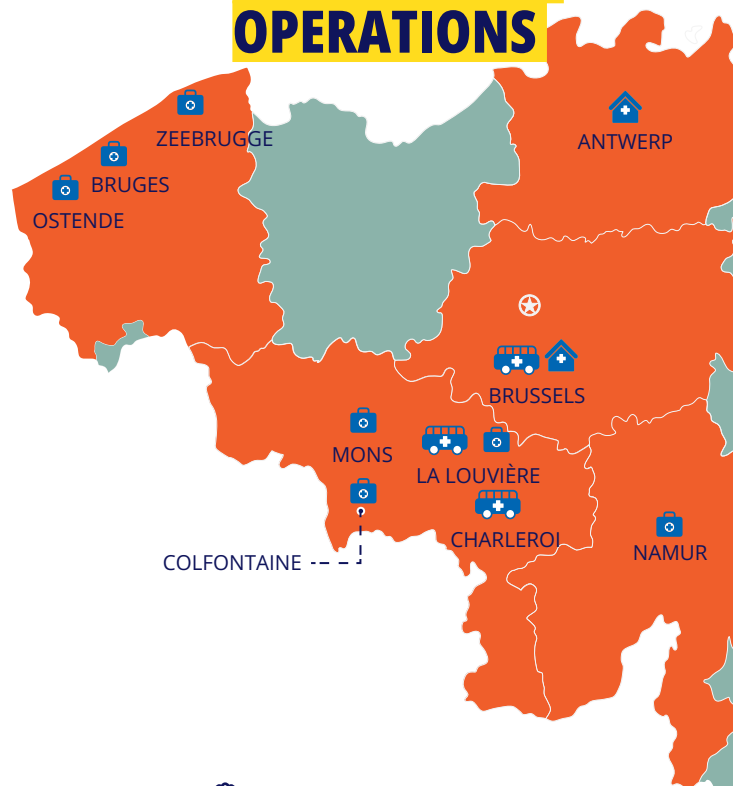 OPERATIONS
ZEEBRUGGE
ANTWERP
BRUGES
OSTENDE
BRUSSELS
MONS
LA LOUVIÈRE
CHARLEROI
NAMUR
COLFONTAINE